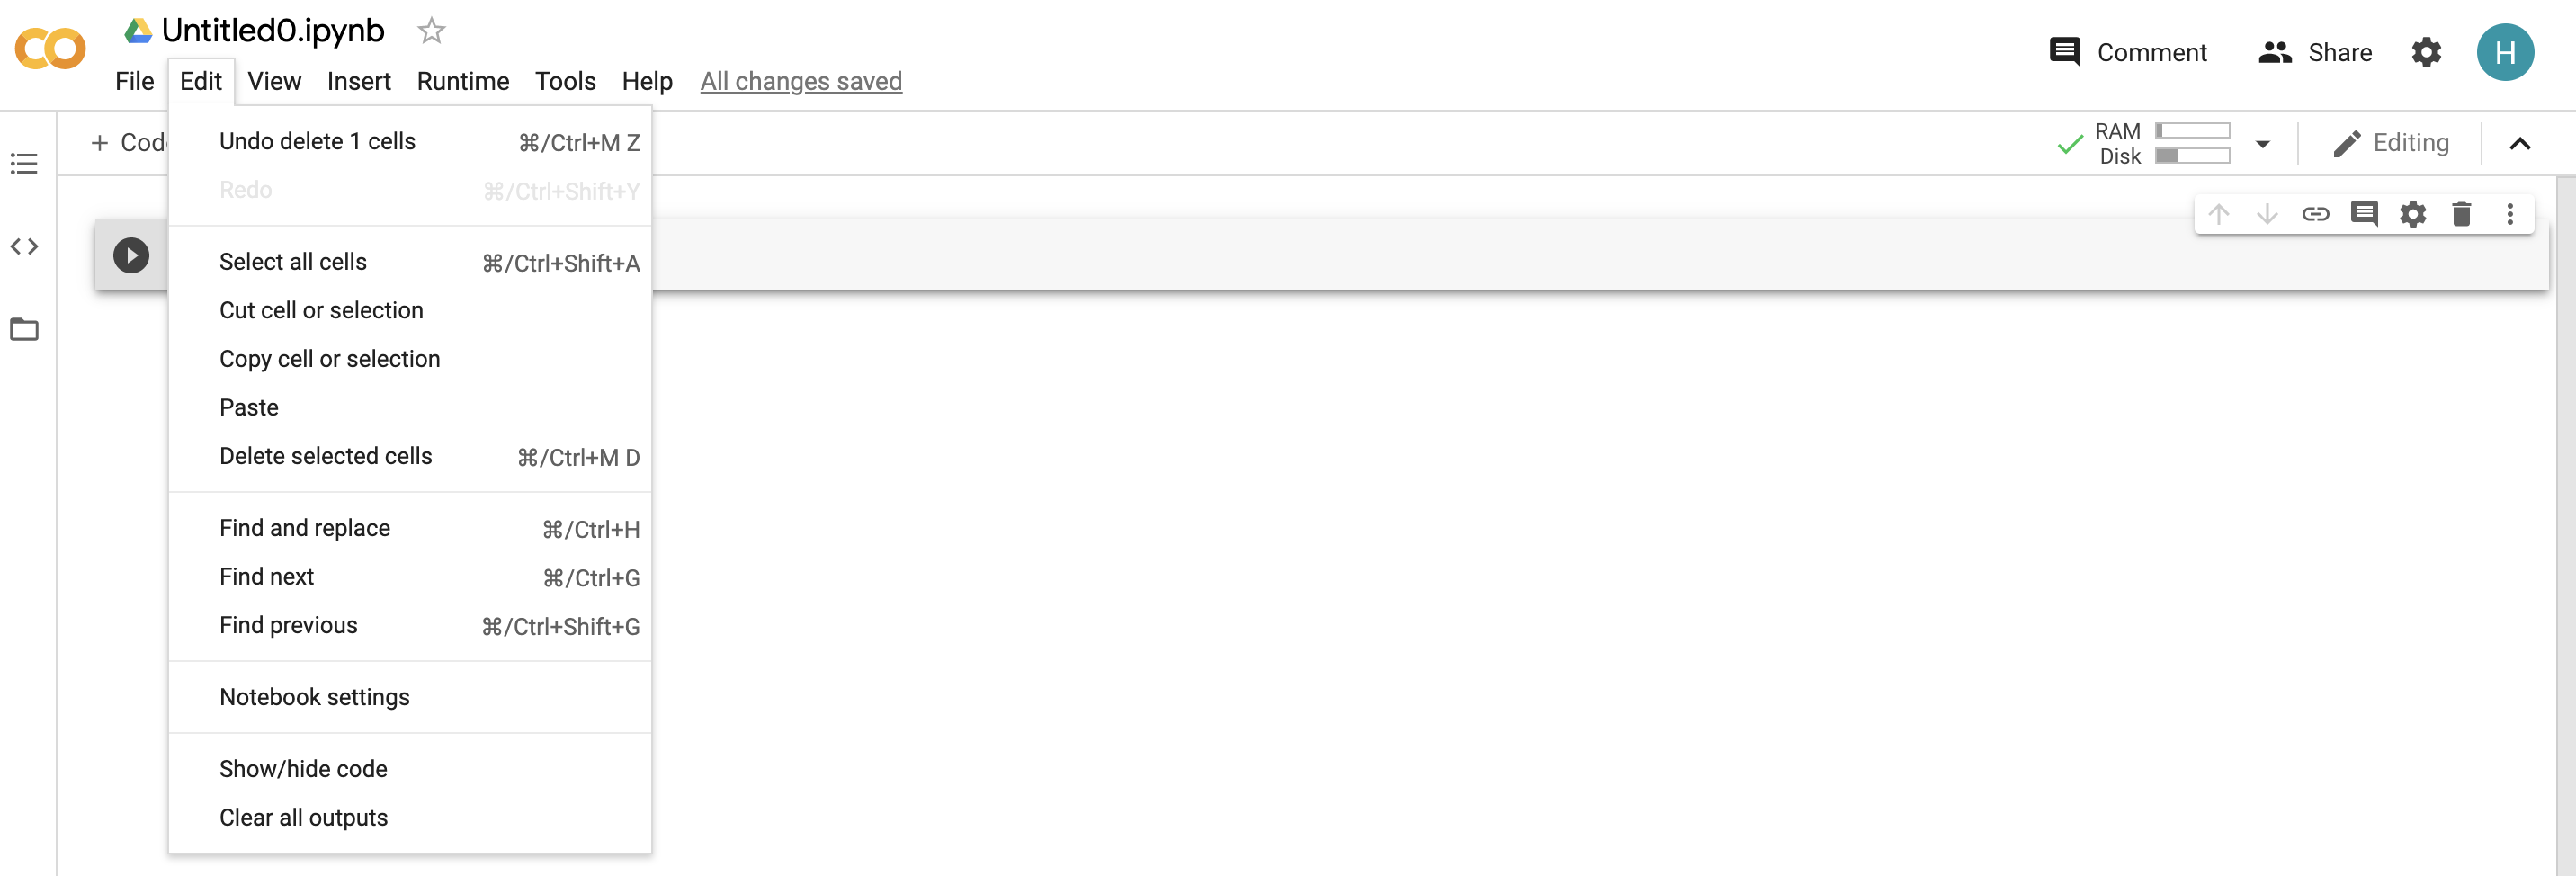 Untitled0.ipynb
Comment Share H
File Edit View Insert Runtime Tools Help All changes saved
+ Cod
RAM
Disk
Editing
Undo delete 1 cells ⌘/Ctrl+M Z
Redo ⌘/Ctrl+Shift+Y
Select all cells ⌘/Ctrl+Shift+A
Cut cell or selection
Copy cell or selection
Paste
Delete selected cells ⌘/Ctrl+M D
Find and replace ⌘/Ctrl+H
Find next ⌘/Ctrl+G
Find previous ⌘/Ctrl+Shift+G
Notebook settings
Show/hide code
Clear all outputs